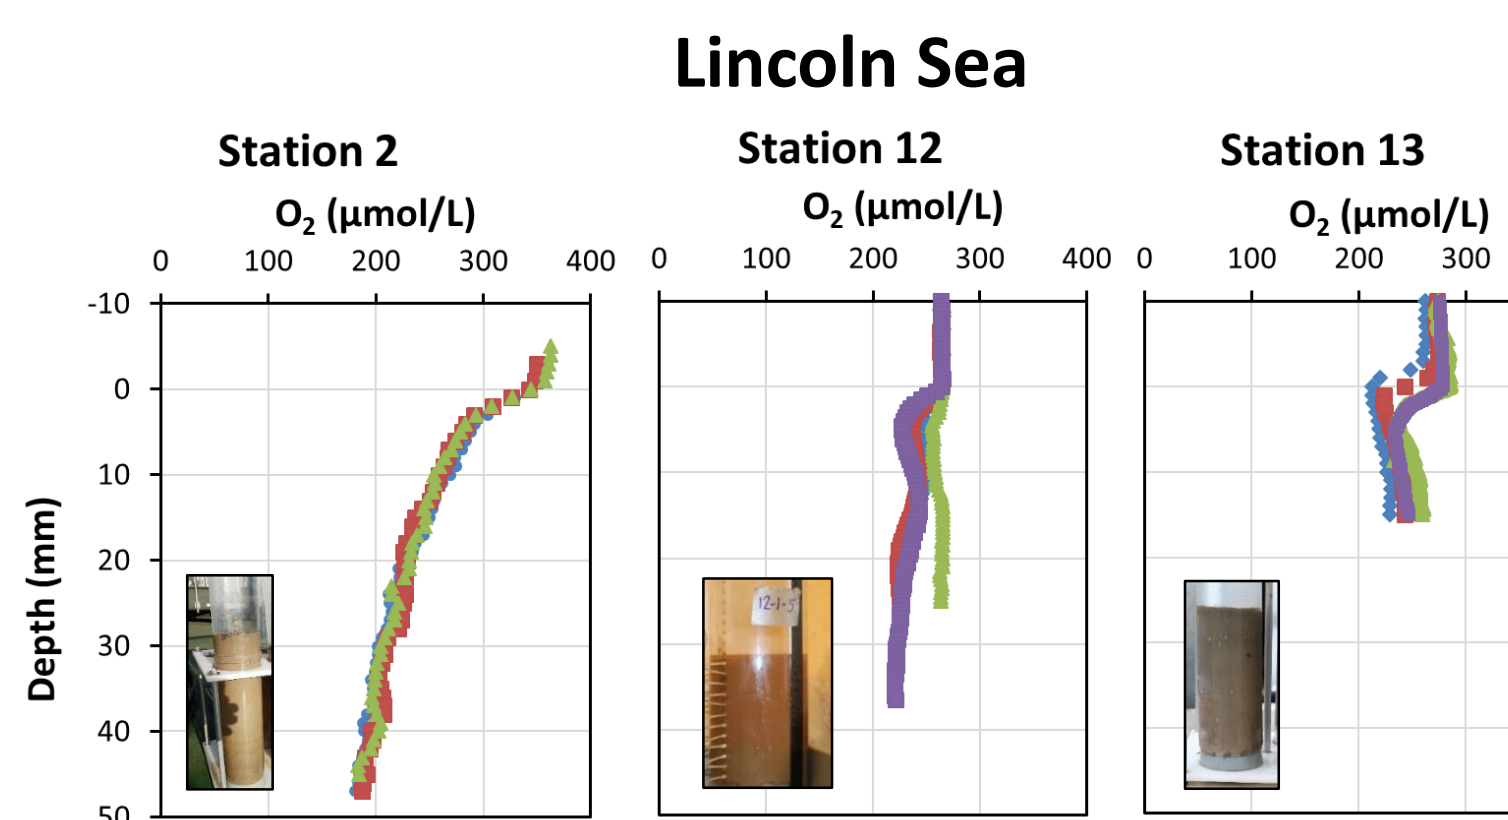 Lincoln Sea
Station 2
Station 12
Station 13
O₂ (µmol/L)
O₂ (µmol/L)
O₂ (µmol/L)
0 100 200 300 400
0 100 200 300 400
0 100 200 300
-10
0
10
20
30
40
50
Depth (mm)
12-1-5